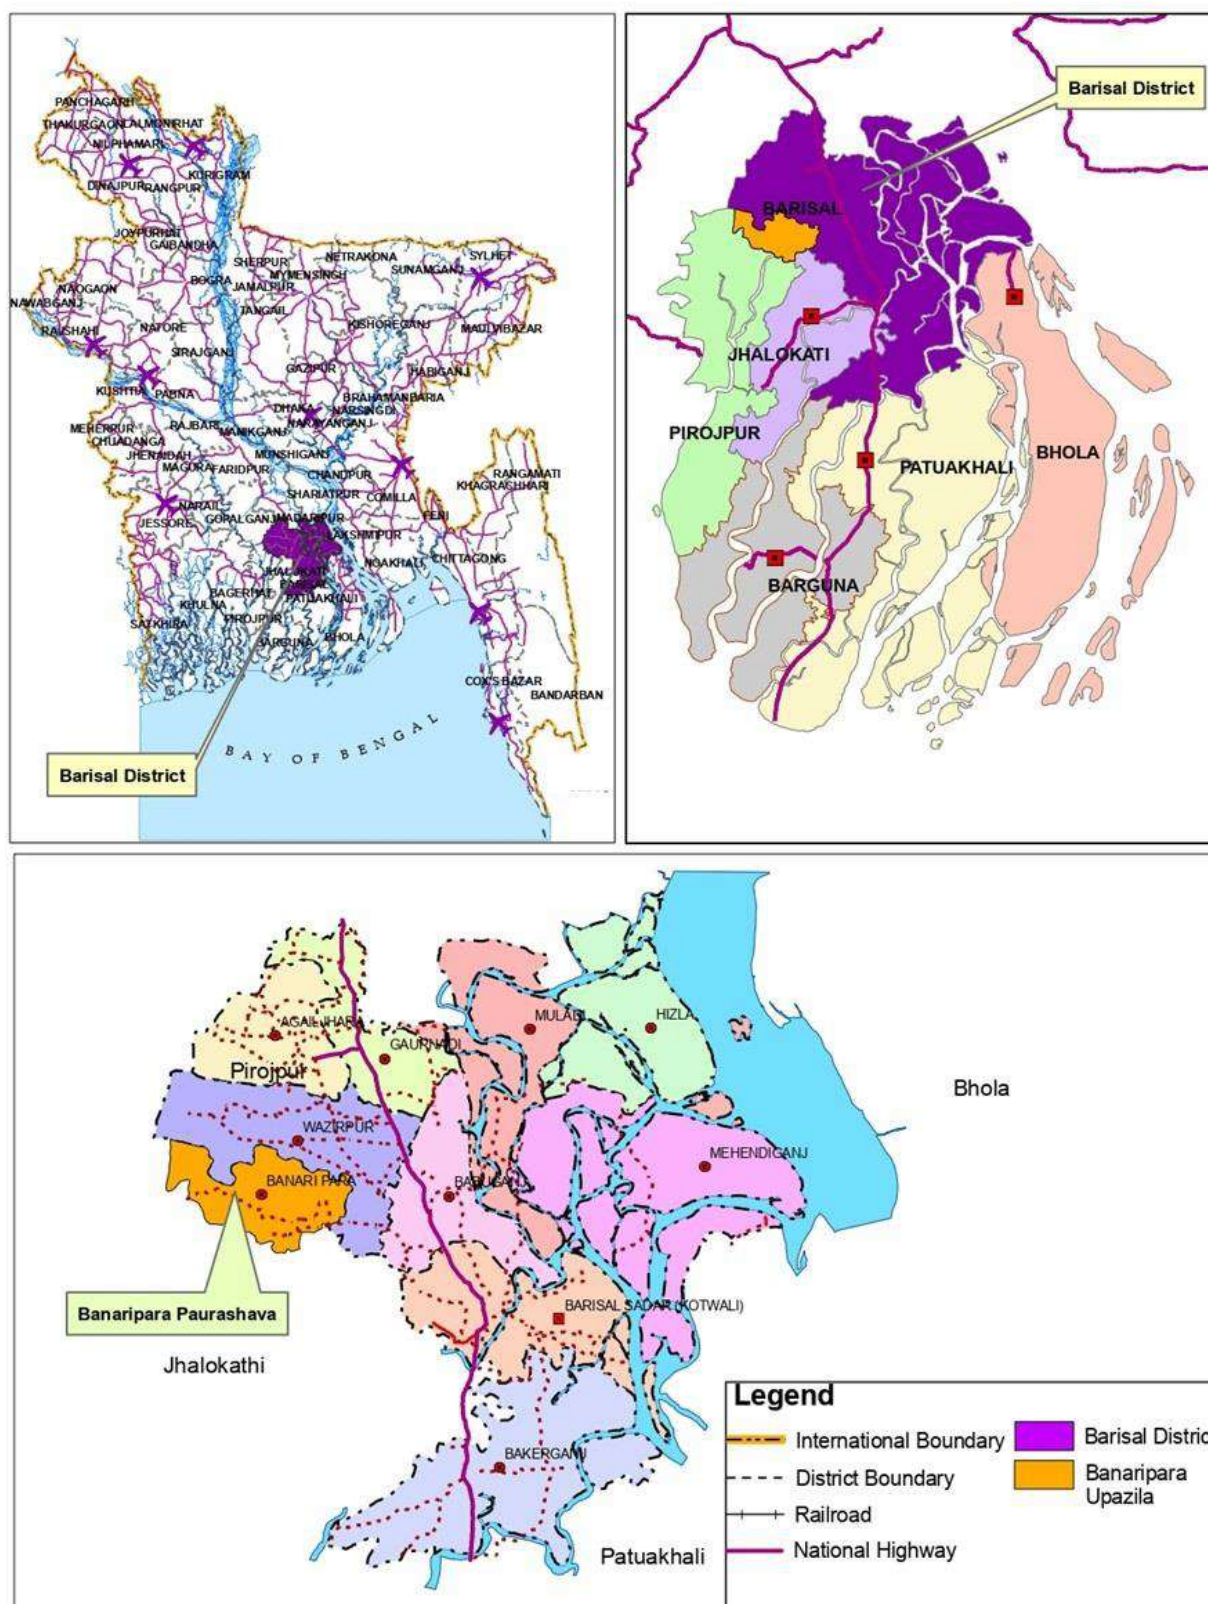 PANCHAGARH
THAKURGAON
LALMONIRHAT
NILPHAMARI
KURIGRAM
DINAJPUR
RANGPUR
JOYPURHAT
GAIBANDHA
SHERPUR
NETRAKONA
SYLHET
SUNAMGANJ
MYMENSINGH
NAOGAON
BOGRA
JAMALPUR
NAWABGANJ
TANGAIL
RAJSHAHI
NATORE
KISHOREGANJ
MAULVIBAZAR
SIRAJGANJ
GAZIPUR
HABIGANJ
KUSHTIA
PABNA
BRAHAMANBARIA
DHAKA
NARSINGDI
MEHERPUR
RAJBARI
MANIKGANJ
NARAYANGANJ
CHUADANGA
JHENAIDAH
MUNSHIGANJ
MAGURA
FARIDPUR
CHANDPUR
RANGAMATI
KHAGRACHHARI
SHARIATPUR
COMILLA
NARAIL
GOPALGANJ
MADARIPUR
FENI
JESSORE
LAKSHMIPUR
NOAKHALI
CHITTAGONG
JHALOKATI
BARISAL
BAGERHAT
PATUAKHALI
KHULNA
SATKHIRA
PIROJPUR
BARGUNA
BHOLA
COX'S BAZAR
BANDARBAN
BAY OF BENGAL
Barisal District
Barisal District
BARISAL
JHALOKATI
PIROJPUR
PATUAKHALI
BHOLA
BARGUNA
AGAILJHARA
MULADI
HIZLA
GAURNADI
Pirojpur
Bhola
WAZIRPUR
MEHENDIGANJ
BANARI PARA
BABUGANJ
Banaripara Paurashava
BARISAL SADAR (KOTWALI)
Jhalokathi
BAKERGANJ
Patuakhali
Legend
International Boundary
District Boundary
Railroad
National Highway
Barisal Distric
Banaripara
Upazila